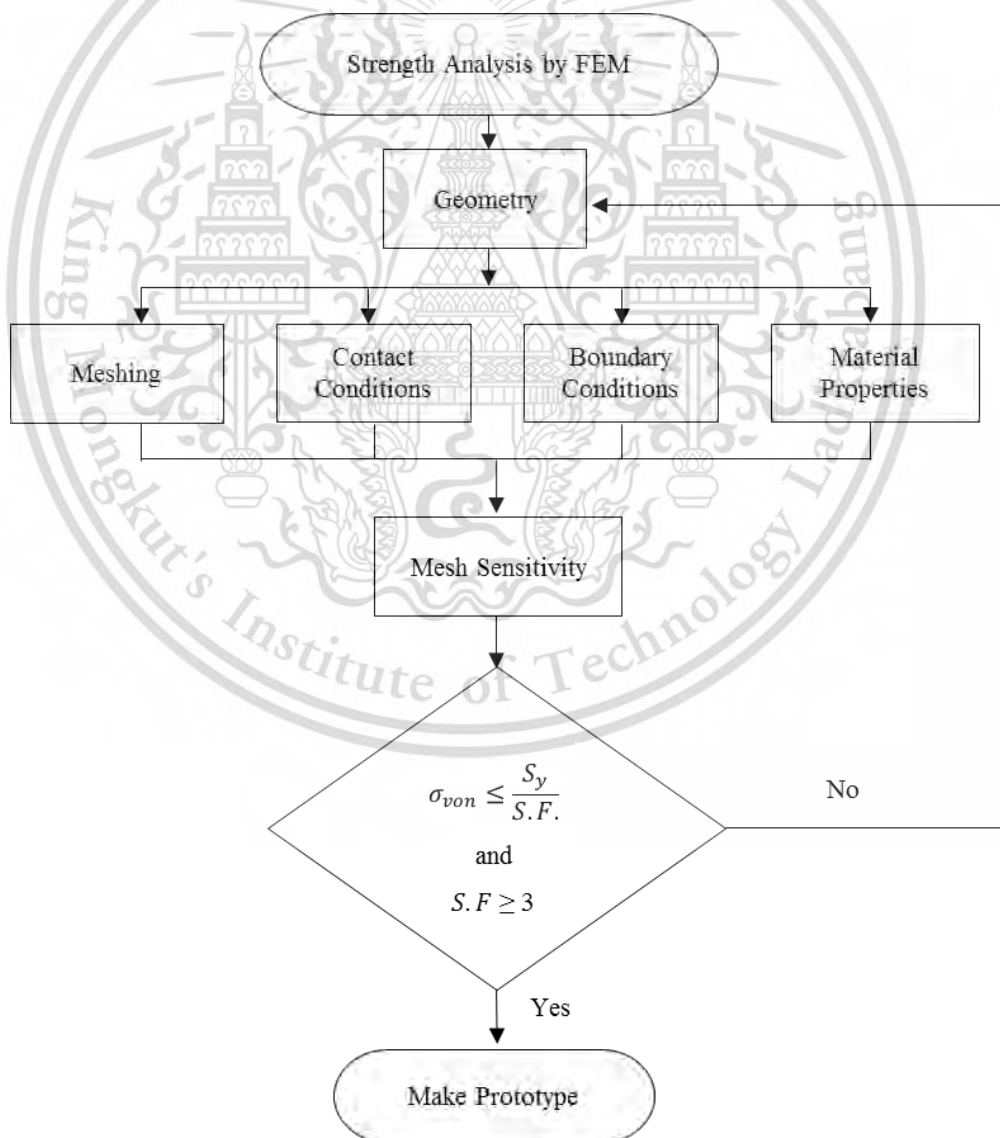 Strength Analysis by FEM
Geometry
Meshing
Contact
Conditions
Boundary
Conditions
Material
Properties
Mesh Sensitivity
σ_von ≤ S_y / S.F.
and
S.F ≥ 3
No
Yes
Make Prototype
King Mongkut's Institute of Technology Ladkrabang